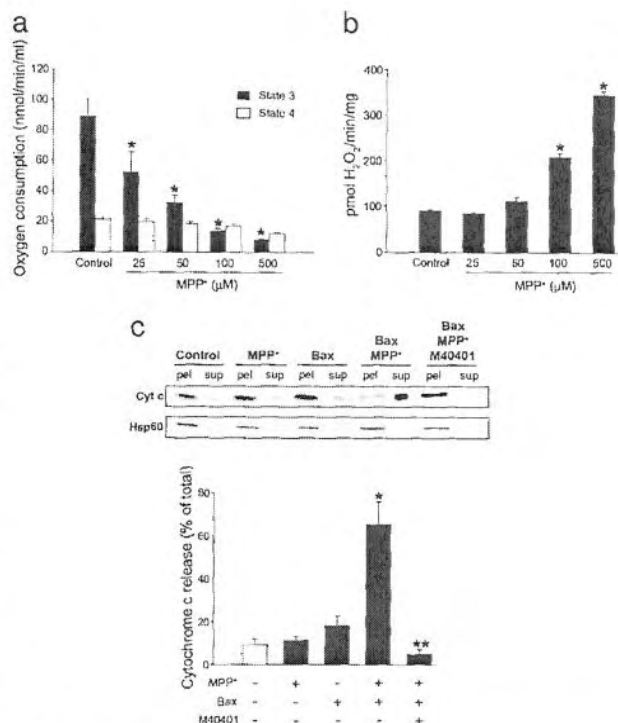 a
Oxygen consumption (nmol/min/ml)
120
100
80
60
40
20
0
State 3
State 4
*
*
*
*
Control
25
50
100
500
MPP⁺ (µM)
b
pmol H₂O₂/min/mg
400
300
200
100
0
*
*
Control
25
50
100
500
MPP⁺ (µM)
c
Control
MPP⁺
Bax
Bax
MPP⁺
Bax
MPP⁺
M40401
pel sup pel sup pel sup pel sup pel sup
Cyt c
Hsp60
Cytochrome c release (% of total)
80
60
40
20
0
*
**
MPP⁺ - + - + +
Bax - - + + +
M40401 - - - - +